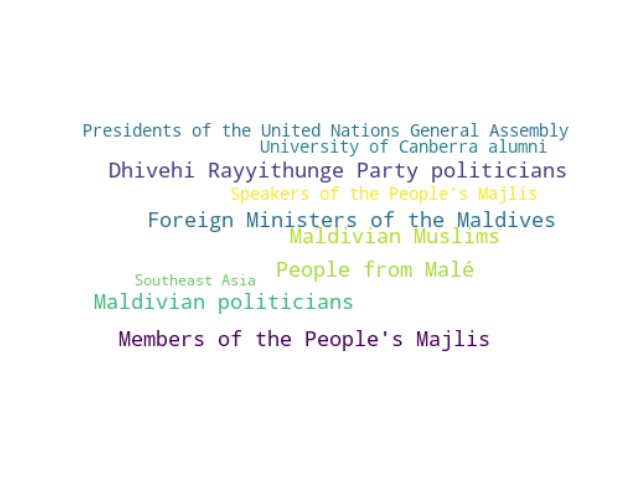 Presidents of the United Nations General Assembly
University of Canberra alumni
Dhivehi Rayyithunge Party politicians
Speakers of the People's Majlis
Foreign Ministers of the Maldives
Maldivian Muslims
People from Malé
Southeast Asia
Maldivian politicians
Members of the People's Majlis